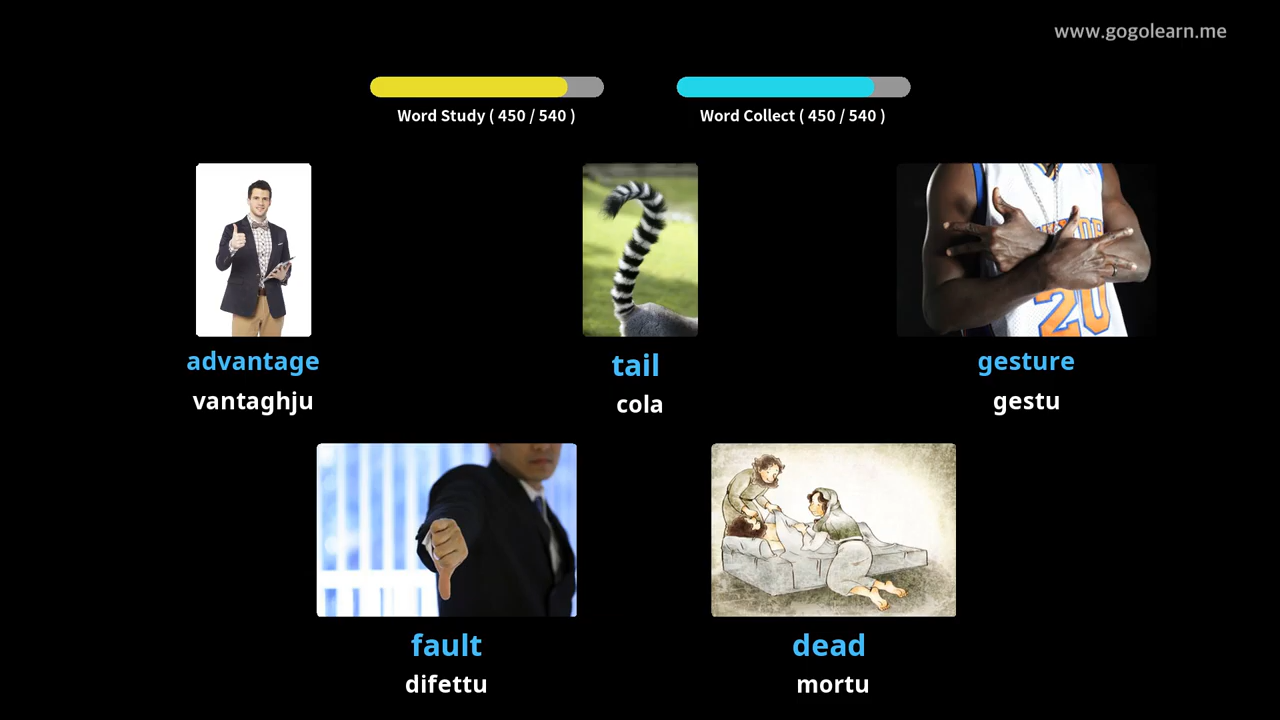 www.gogolearn.me
Word Study ( 450 / 540 )
Word Collect ( 450 / 540 )
advantage
vantaghju
tail
cola
gesture
gestu
20
fault
difettu
dead
mortu